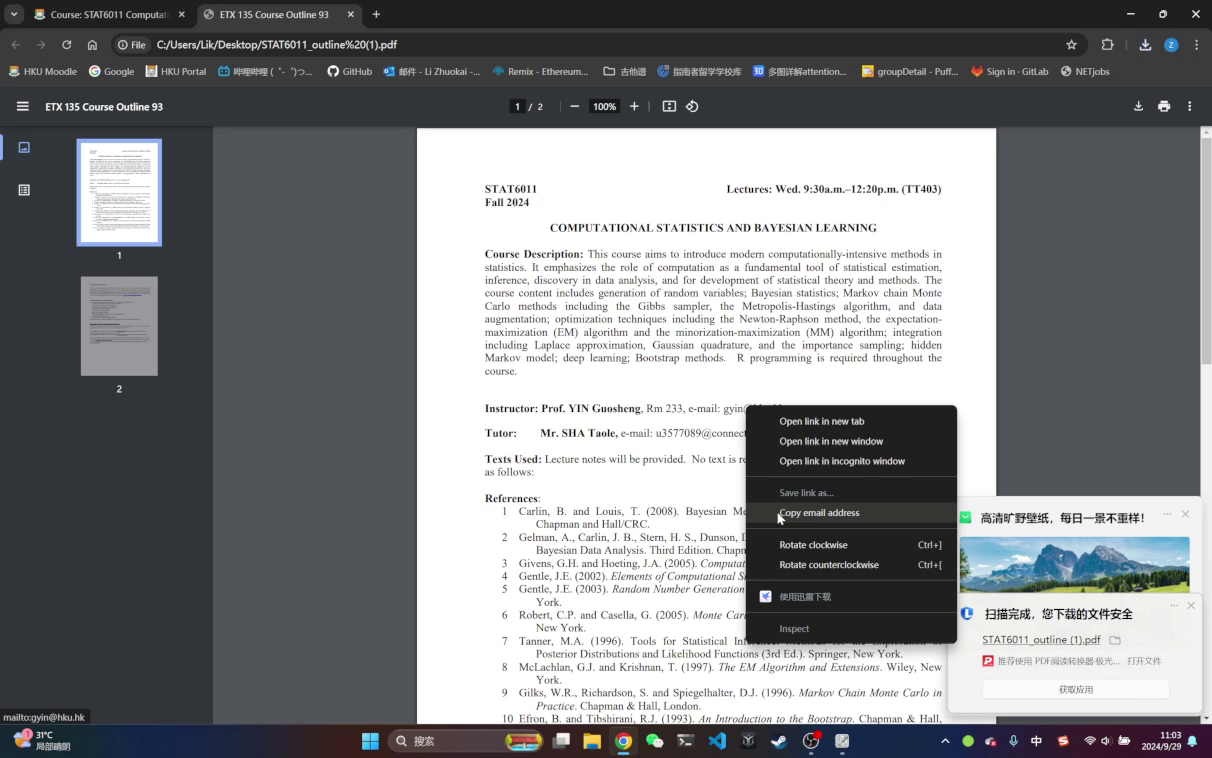 Course: STAT6011 Computat
ETX 135 Course Outline 93
File C:/Users/Lik/Desktop/STAT6011_outline%20(1).pdf
Z
HKU Moodle
Google
HKU Portal
哔哩哔哩 (゜-゜)つ...
GitHub
邮件 - Li Zhuokai -...
Remix - Ethereum...
吉他谱
指南者留学学校库
多图详解attention...
groupDetail - Puff...
Sign in · GitLab
NETjobs
ETX 135 Course Outline 93
1 / 2
100%
1
2
STAT6011 Lectures: Wed. 9:30a.m.–12:20p.m. (TT403)
Fall 2024
COMPUTATIONAL STATISTICS AND BAYESIAN LEARNING
Course Description: This course aims to introduce modern computationally-intensive methods in
statistics. It emphasizes the role of computation as a fundamental tool of statistical estimation,
inference, discovery in data analysis, and for development of statistical theory and methods. The
course content includes generation of random variables; Bayesian statistics; Markov chain Monte
Carlo methods including the Gibbs sampler, the Metropolis-Hastings algorithm, and data
augmentation; optimization techniques including the Newton-Raphson method, the expectation-
maximization (EM) algorithm and the minorization-maximization (MM) algorithm; integration
including Laplace approximation, Gaussian quadrature, and the importance sampling; hidden
Markov model; deep learning; Bootstrap methods. R programming is required throughout the
course.
Instructor: Prof. YIN Guosheng, Rm 233, e-mail: gyin@
Tutor: Mr. SHA Taole, e-mail: u3577089@connect
Texts Used: Lecture notes will be provided. No text is re
as follows:
References:
1 Carlin, B. and Louis, T. (2008). Bayesian Me
Chapman and Hall/CRC.
2 Gelman, A., Carlin, J. B., Stern, H. S., Dunson, D
Bayesian Data Analysis. Third Edition. Chapn
3 Givens, G.H. and Hoeting, J.A. (2005). Computat
4 Gentle, J.E. (2002). Elements of Computational S
5 Gentle, J.E. (2003). Random Number Generation
York.
6 Robert, C.P. and Casella, G. (2005). Monte Car
New York.
7 Tanner, M.A. (1996). Tools for Statistical
Posterior Distributions and Likelihood Functions (3rd Ed.). Springer, New York.
8 McLachlan, G.J. and Krishnan, T. (1997). The EM Algorithm and Extensions. Wiley, New
York.
9 Gilks, W.R., Richardson, S. and Spiegelhalter, D.J. (1996). Markov Chain Monte Carlo in
Practice. Chapman & Hall, London.
10 Efron, B. and Tibshirani, R.J. (1993). An Introduction to the Bootstrap. Chapman & Hall,
Open link in new tab
Open link in new window
Open link in incognito window
Save link as...
Copy email address
Rotate clockwise Ctrl+]
Rotate counterclockwise Ctrl+[
使用迅雷下载
Inspect
高清旷野壁纸，每日一景不重样！
扫描完成，您下载的文件安全
STAT6011_outline (1).pdf
推荐使用 PDF阅读转换器·极光... 打开文件
获取应用
mailto:gyin@hku.hk
1
31°C
局部晴朗
搜索
中
11:03
2024/9/29